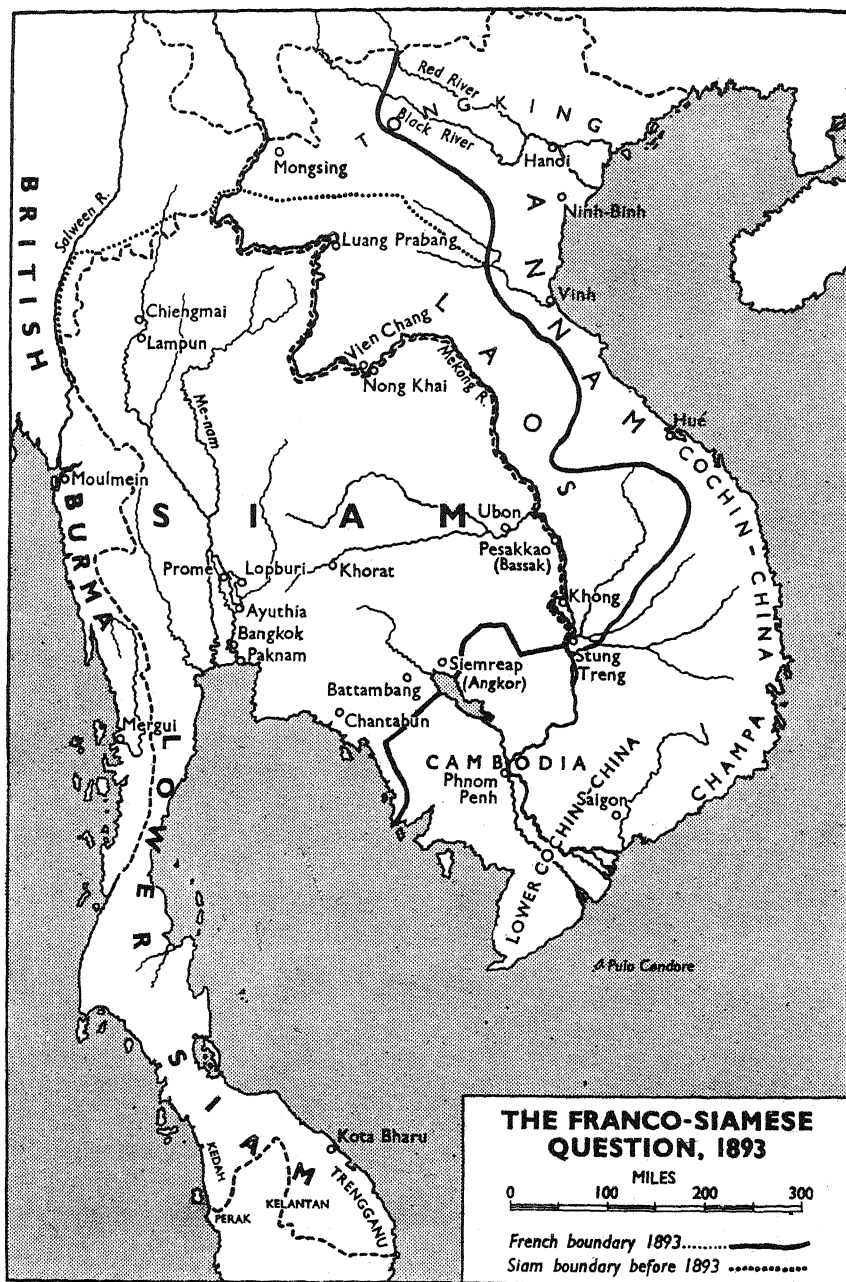 Red River
TONGKING
Black River
Hanoi
Mongsing
BRITISH
Salween R.
Ninh-Binh
ANNAM
Luang Prabang
Vinh
Chiengmai
Lampun
Vien Chang
LAOS
Nong Khai
Mekong R.
Me-nam
Hué
COCHIN-CHINA
Moulmein
BURMA
SIAM
Ubon
Pesakkao
(Bassak)
Prome
Lopburi
Khorat
Khong
Ayuthia
Bangkok
Paknam
Siemreap
(Angkor)
Stung
Treng
Battambang
Chantabun
Mergui
CAMBODIA
Phnom
Penh
Saigon
CHAMPA
LOWER COCHIN-CHINA
LOWER
SIAM
Pulo Condore
Kota Bharu
KEDAH
PERAK
KELANTAN
TRENGGANU
THE FRANCO-SIAMESE
QUESTION, 1893
MILES
0 100 200 300
French boundary 1893
Siam boundary before 1893